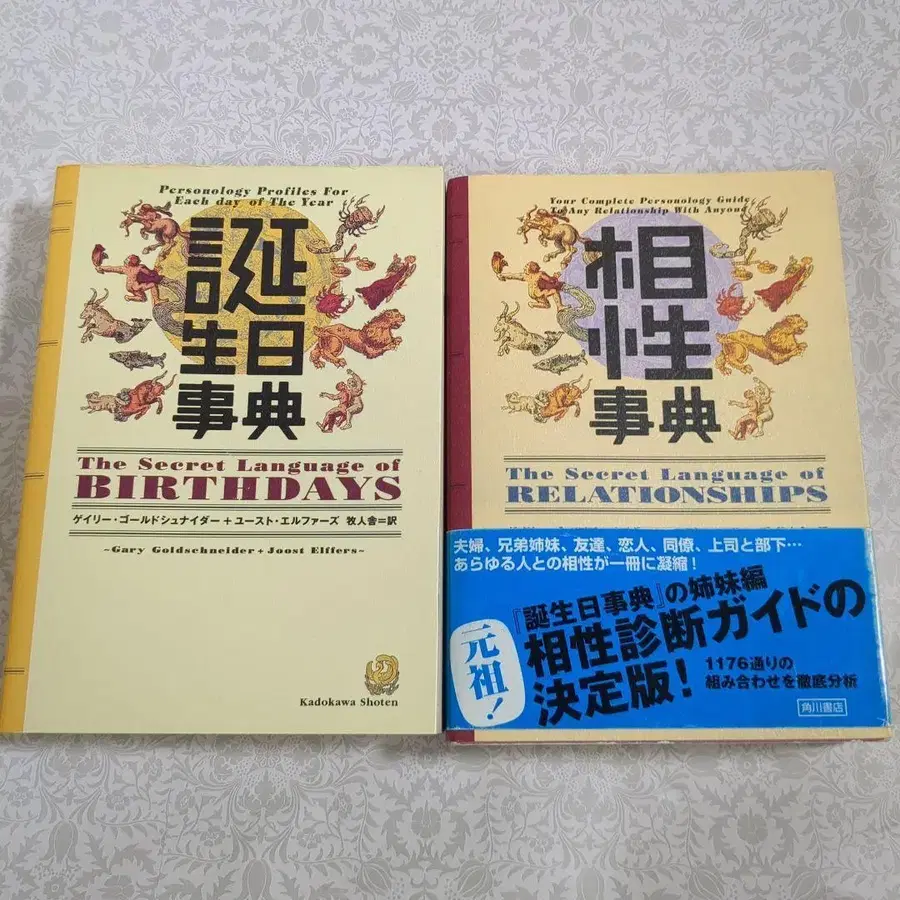 Personology Profiles For
Each day of The Year
誕
生日
事典
The Secret Language of
BIRTHDAYS
ゲイリー・ゴールドシュナイダー+ユースト・エルファーズ 牧人舎=訳
~Gary Goldschneider + Joost Elffers~
Kadokawa Shoten
Your Complete Personology Guide
To Any Relationship With Anyone
相
性
事典
The Secret Language of
RELATIONSHIPS
夫婦、兄弟姉妹、友達、恋人、同僚、上司と部下…
あらゆる人との相性が一冊に凝縮!
元祖!
『誕生日事典』の姉妹編
相性診断ガイドの
決定版!
1176通りの
組み合わせを徹底分析
角川書店